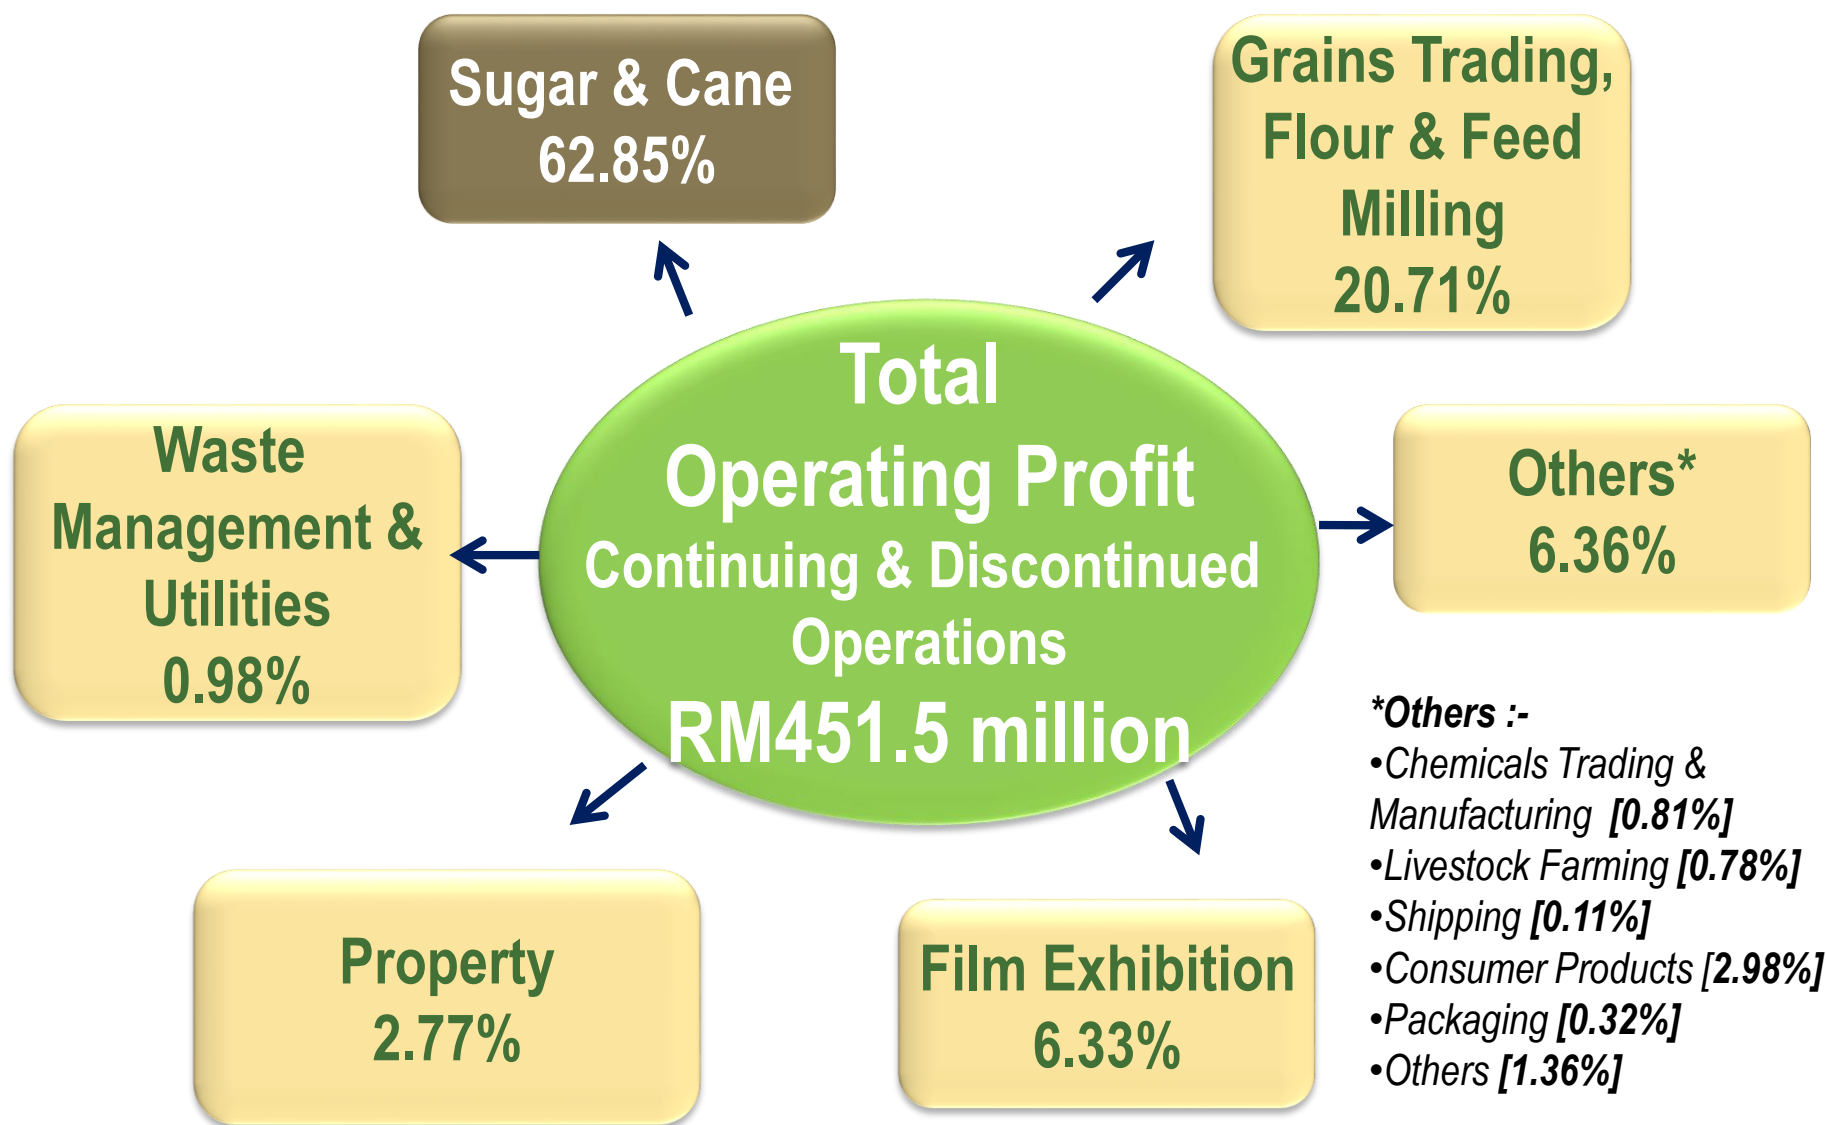 Sugar & Cane
62.85%
Grains Trading,
Flour & Feed
Milling
20.71%
Total
Operating Profit
Continuing & Discontinued
Operations
RM451.5 million
Waste
Management &
Utilities
0.98%
Others*
6.36%
Property
2.77%
Film Exhibition
6.33%
*Others :-
•Chemicals Trading &
Manufacturing [0.81%]
•Livestock Farming [0.78%]
•Shipping [0.11%]
•Consumer Products [2.98%]
•Packaging [0.32%]
•Others [1.36%]